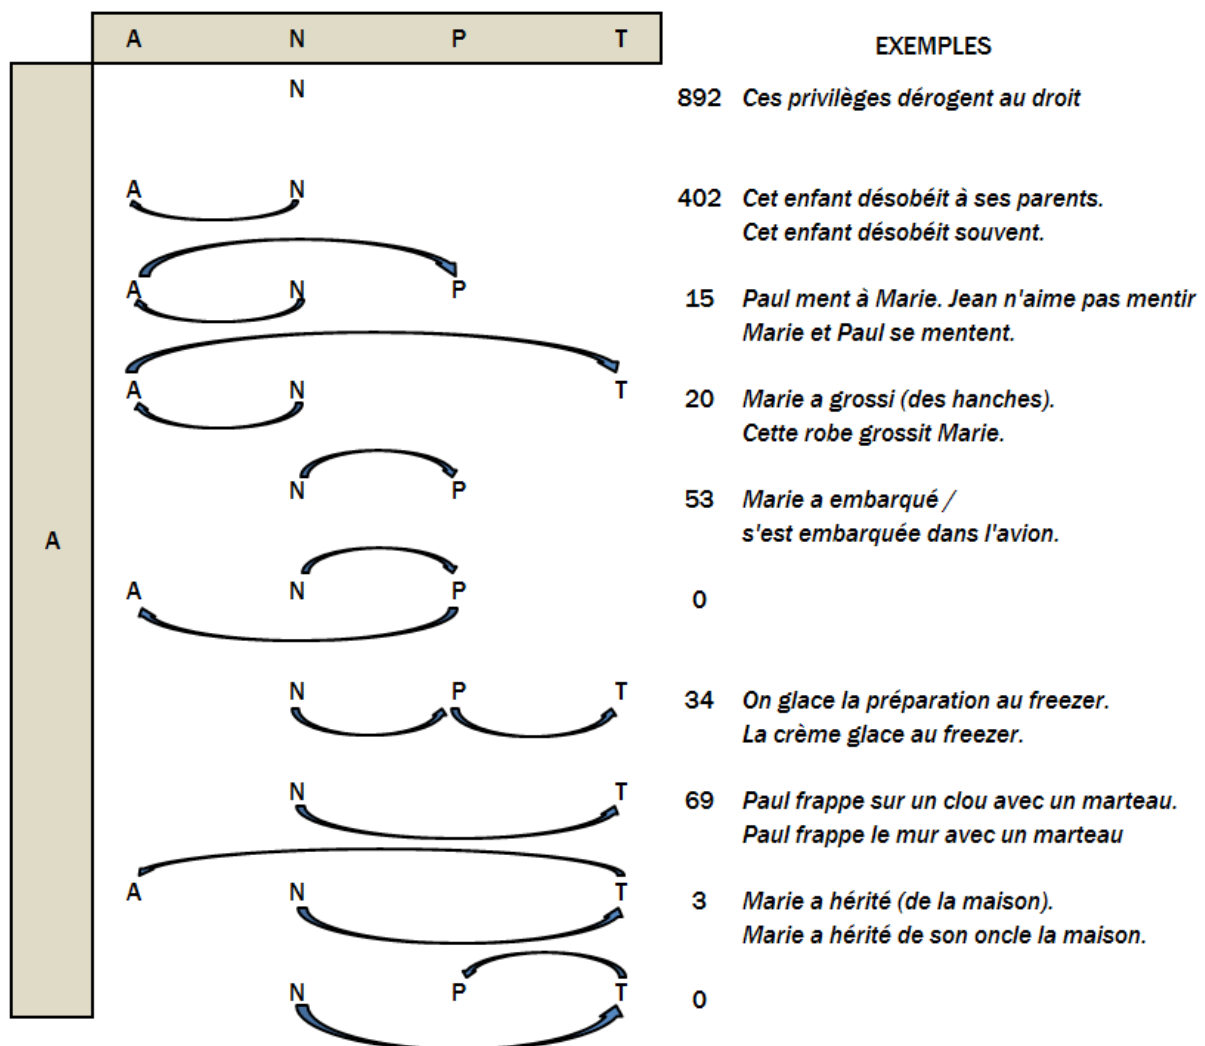 A N P T
EXEMPLES
N
892 Ces privilèges dérogent au droit
A N
402 Cet enfant désobéit à ses parents.
Cet enfant désobéit souvent.
A N P
15 Paul ment à Marie. Jean n'aime pas mentir
Marie et Paul se mentent.
A N T
20 Marie a grossi (des hanches).
Cette robe grossit Marie.
N P
53 Marie a embarqué /
s'est embarquée dans l'avion.
A
A N P
0
N P T
34 On glace la préparation au freezer.
La crème glace au freezer.
N T
69 Paul frappe sur un clou avec un marteau.
Paul frappe le mur avec un marteau
A N T
3 Marie a hérité (de la maison).
Marie a hérité de son oncle la maison.
N P T
0